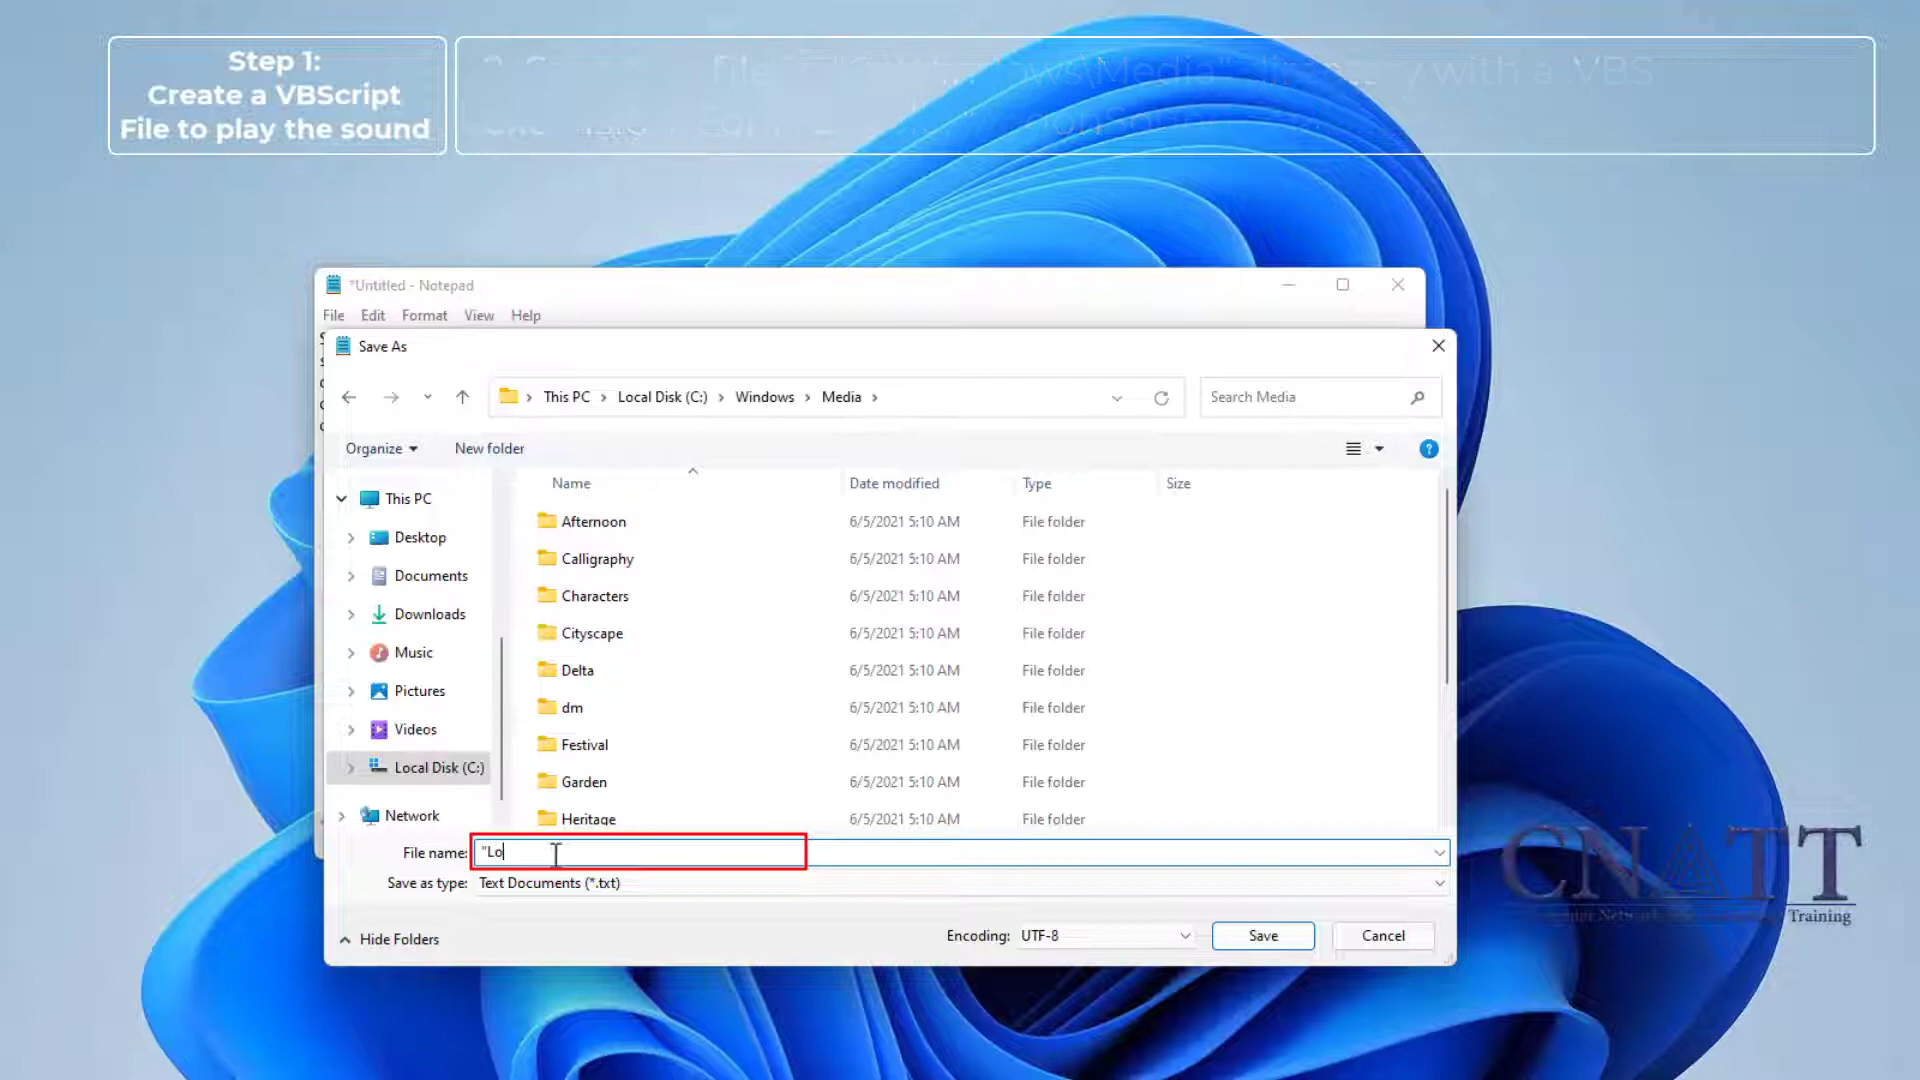 Step 1:
Create a VBScript
File to play the sound
file
Windows\Media"
with a .VBS
*Untitled - Notepad
File Edit Format View Help
Save As
This PC > Local Disk (C:) > Windows > Media >
Search Media
Organize
New folder
Name Date modified Type Size
This PC
Desktop
Documents
Downloads
Music
Pictures
Videos
Local Disk (C:)
Network
Afternoon 6/5/2021 5:10 AM File folder
Calligraphy 6/5/2021 5:10 AM File folder
Characters 6/5/2021 5:10 AM File folder
Cityscape 6/5/2021 5:10 AM File folder
Delta 6/5/2021 5:10 AM File folder
dm 6/5/2021 5:10 AM File folder
Festival 6/5/2021 5:10 AM File folder
Garden 6/5/2021 5:10 AM File folder
Heritage 6/5/2021 5:10 AM File folder
File name: "Lo
Save as type: Text Documents (*.txt)
Hide Folders
Encoding: UTF-8
Save
Cancel
CNATT
Training